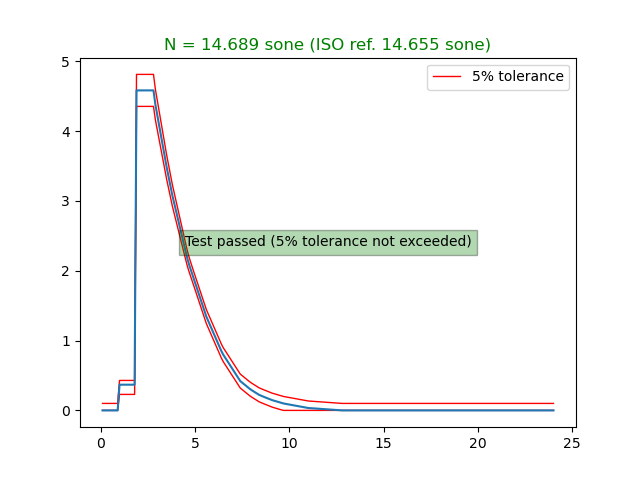 N = 14.689 sone (ISO ref. 14.655 sone)
5% tolerance
Test passed (5% tolerance not exceeded)
5
4
3
2
1
0
0 5 10 15 20 25